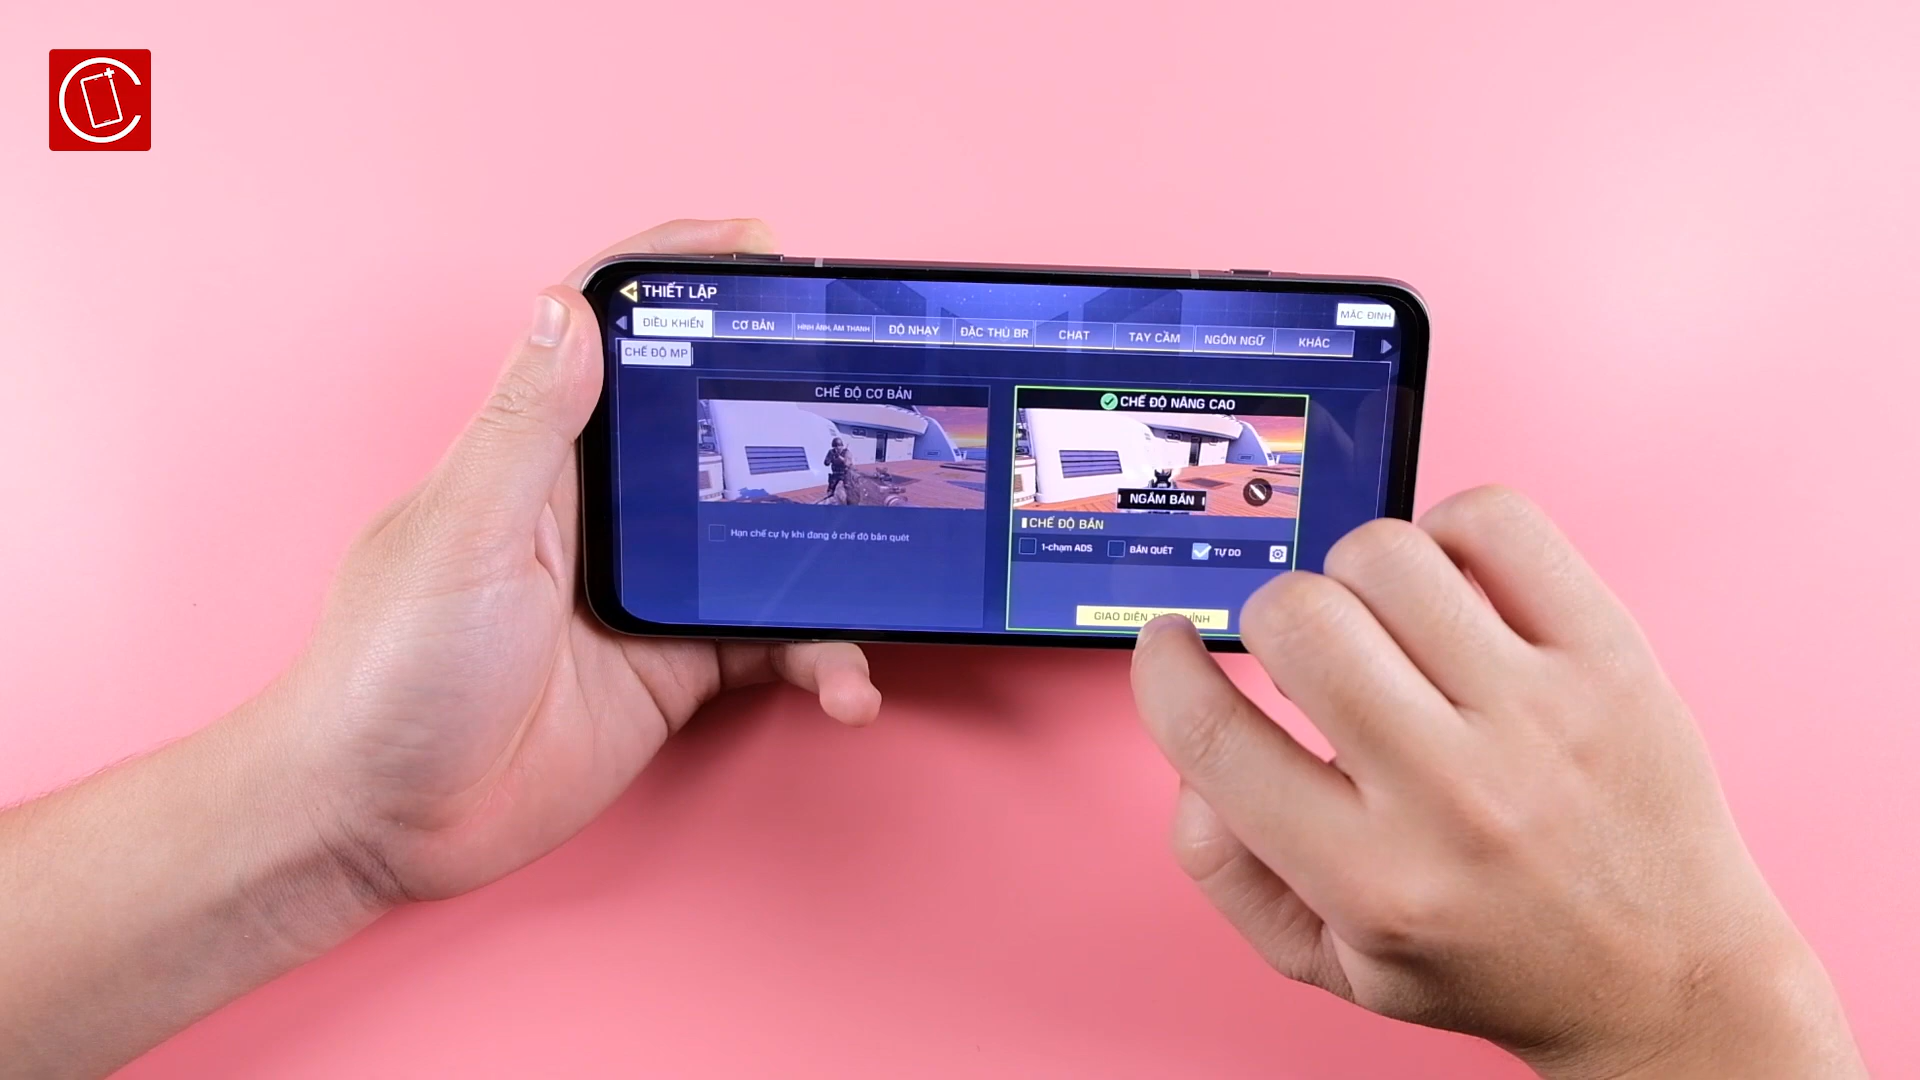 THIẾT LẬP
MẶC ĐỊNH
ĐIỀU KHIỂN
CƠ BẢN
HÌNH ẢNH, ÂM THANH
ĐỘ NHẠY
ĐẶC THÙ BR
CHAT
TAY CẦM
NGÔN NGỮ
KHÁC
CHẾ ĐỘ MP
CHẾ ĐỘ CƠ BẢN
Hạn chế cự ly khi đang ở chế độ bắn quét
CHẾ ĐỘ NÂNG CAO
NGẮM BẮN
CHẾ ĐỘ BẮN
1-chạm ADS
BẮN QUÉT
TỰ DO
GIAO DIỆN